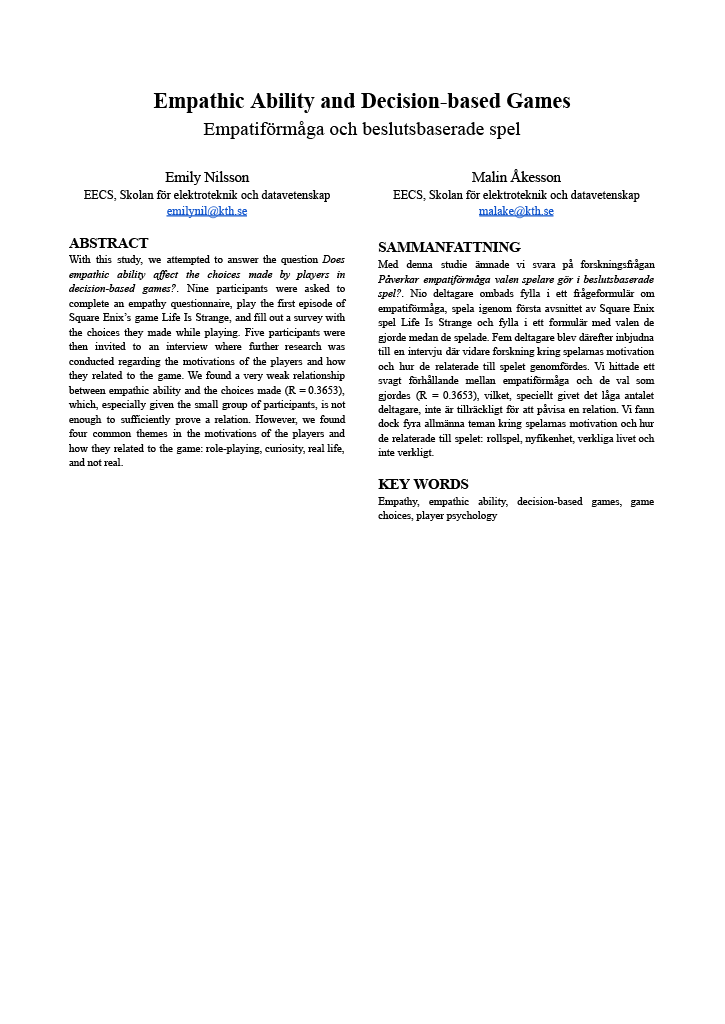 Empathic Ability and Decision-based Games
Empatiförmåga och beslutsbaserade spel
Emily Nilsson
EECS, Skolan för elektroteknik och datavetenskap
emilynil@kth.se
Malin Åkesson
EECS, Skolan för elektroteknik och datavetenskap
malake@kth.se
ABSTRACT
With this study, we attempted to answer the question Does
empathic ability affect the choices made by players in
decision-based games?. Nine participants were asked to
complete an empathy questionnaire, play the first episode of
Square Enix's game Life Is Strange, and fill out a survey with
the choices they made while playing. Five participants were
then invited to an interview where further research was
conducted regarding the motivations of the players and how
they related to the game. We found a very weak relationship
between empathic ability and the choices made (R = 0.3653),
which, especially given the small group of participants, is not
enough to sufficiently prove a relation. However, we found
four common themes in the motivations of the players and
how they related to the game: role-playing, curiosity, real life,
and not real.
SAMMANFATTNING
Med denna studie ämnade vi svara på forskningsfrågan
Påverkar empatiförmåga valen spelare gör i beslutsbaserade
spel?. Nio deltagare ombads fylla i ett frågeformulär om
empatiförmåga, spela igenom första avsnittet av Square Enix
spel Life Is Strange och fylla i ett formulär med valen de
gjorde medan de spelade. Fem deltagare blev därefter inbjudna
till en intervju där vidare forskning kring spelarnas motivation
och hur de relaterade till spelet genomfördes. Vi hittade ett
svagt förhållande mellan empatiförmåga och de val som
gjordes (R = 0.3653), vilket, speciellt givet det låga antalet
deltagare, inte är tillräckligt för att påvisa en relation. Vi fann
dock fyra allmänna teman kring spelarnas motivation och hur
de relaterade till spelet: rollspel, nyfikenhet, verkliga livet och
inte verkligt.
KEY WORDS
Empathy, empathic ability, decision-based games, game
choices, player psychology